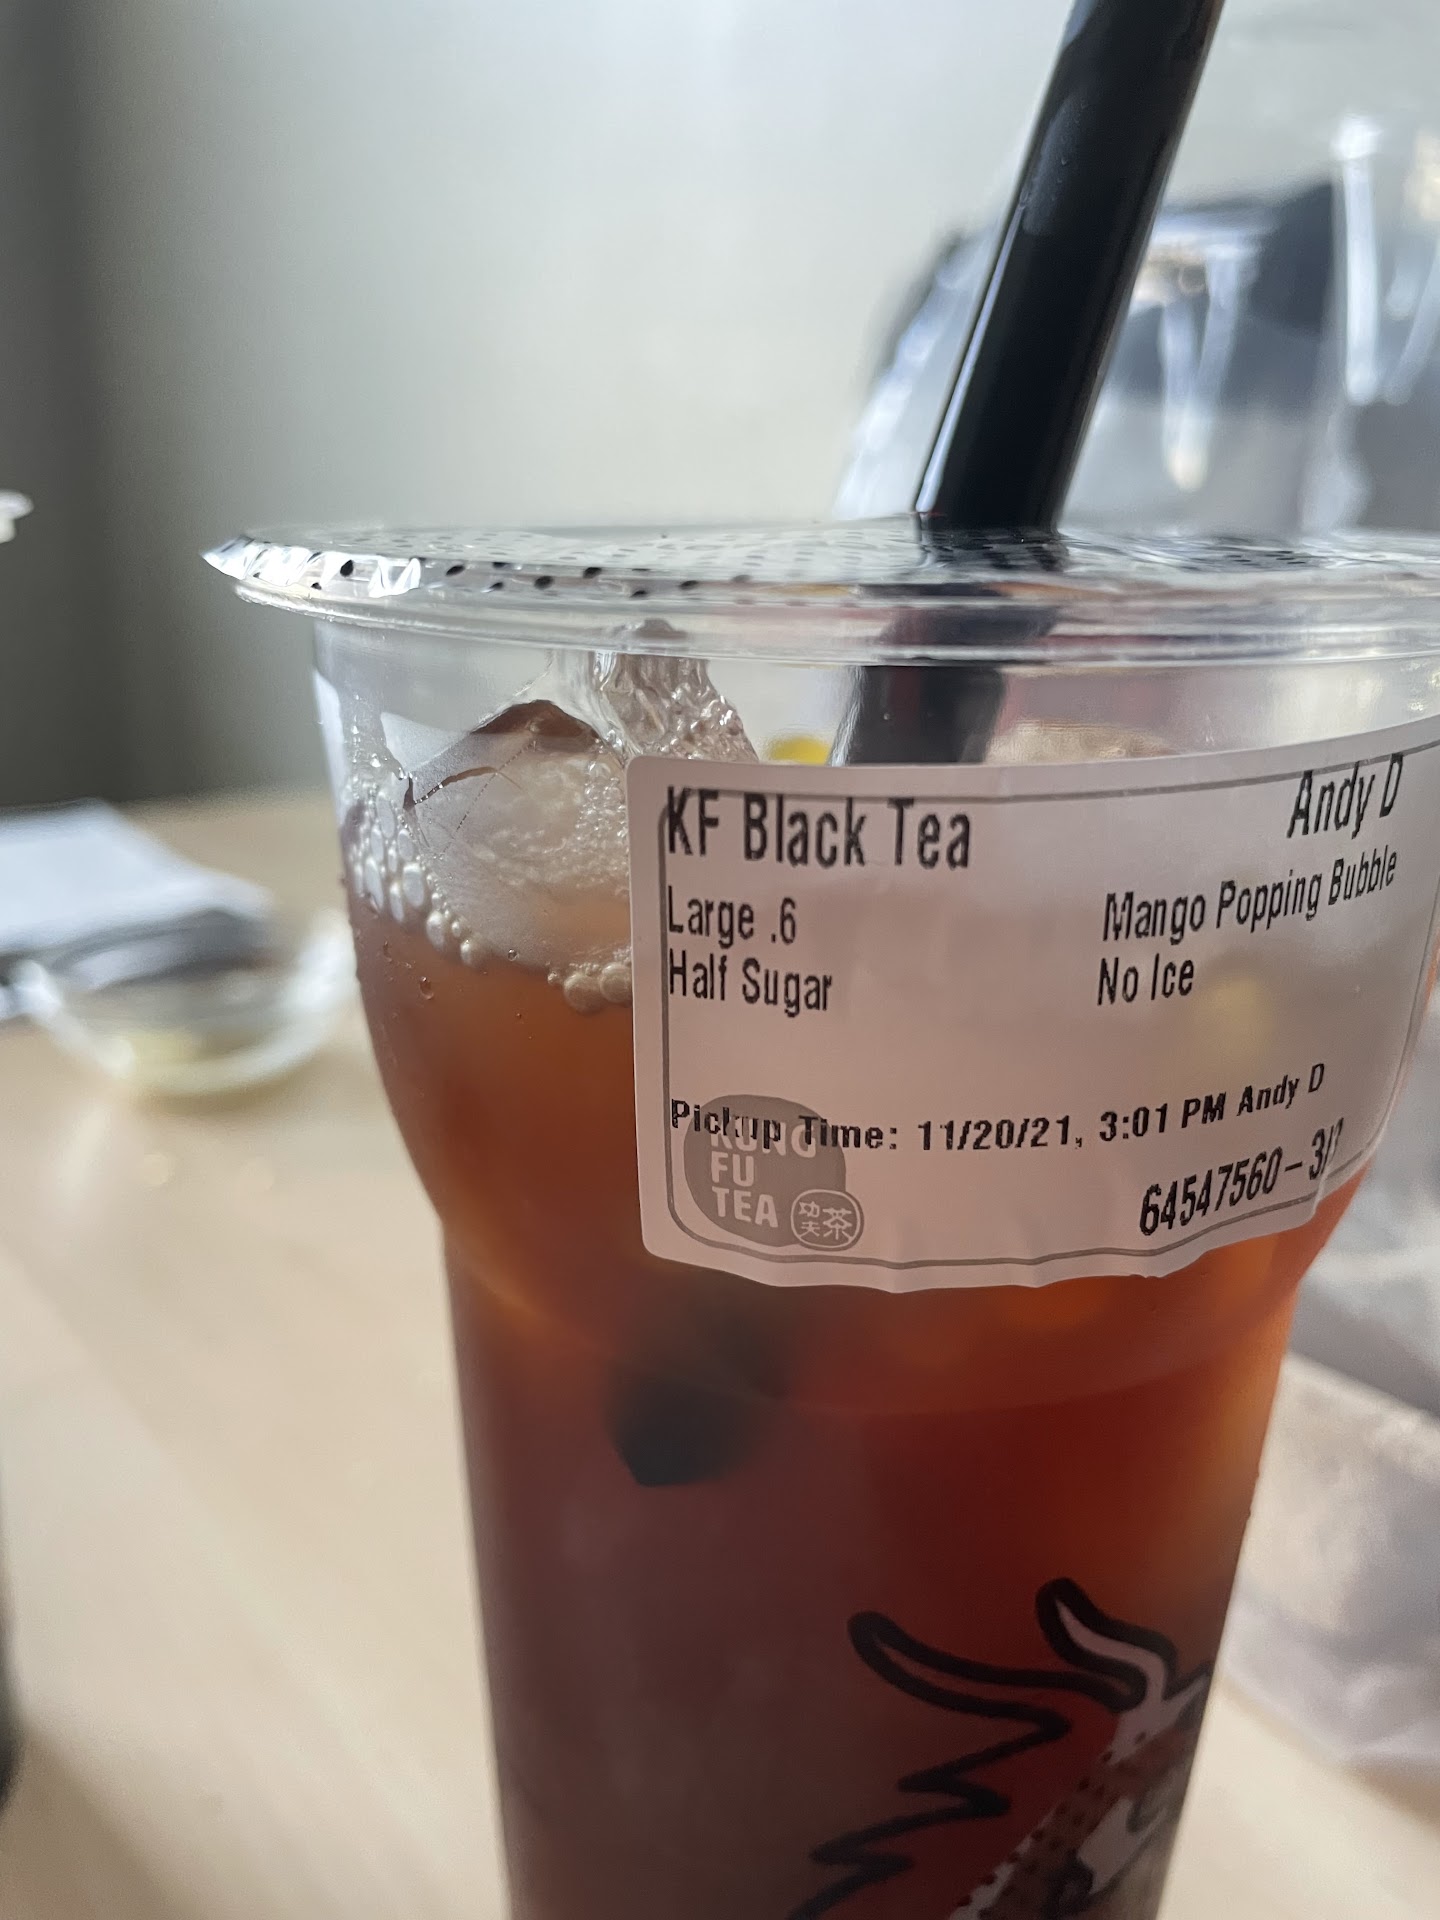 KF Black Tea Andy D
Large .6 Mango Popping Bubble
Half Sugar No Ice
Pickup Time: 11/20/21, 3:01 PM Andy D
64547560-3/
KUNG
FU
TEA
功夫茶